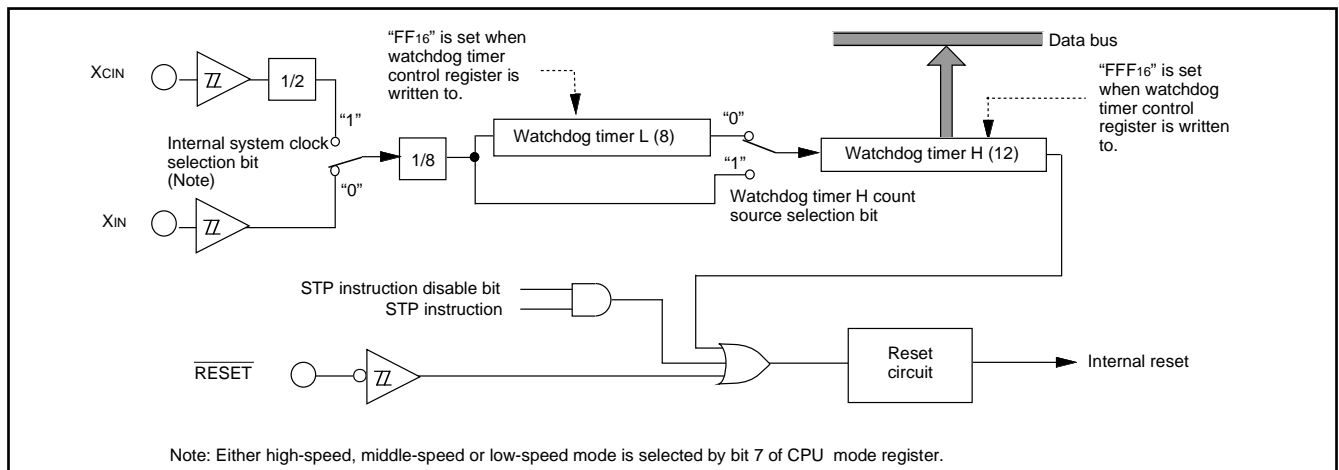 “FF16” is set when
watchdog timer
control register is
written to.
Data bus
“FFF16” is set
when watchdog
timer control
register is written
to.
XCIN
1/2
“1”
Internal system clock
selection bit
(Note)
“0”
1/8
Watchdog timer L (8)
“0”
“1”
Watchdog timer H count
source selection bit
Watchdog timer H (12)
XIN
STP instruction disable bit
STP instruction
RESET
Reset
circuit
Internal reset
Note: Either high-speed, middle-speed or low-speed mode is selected by bit 7 of CPU mode register.